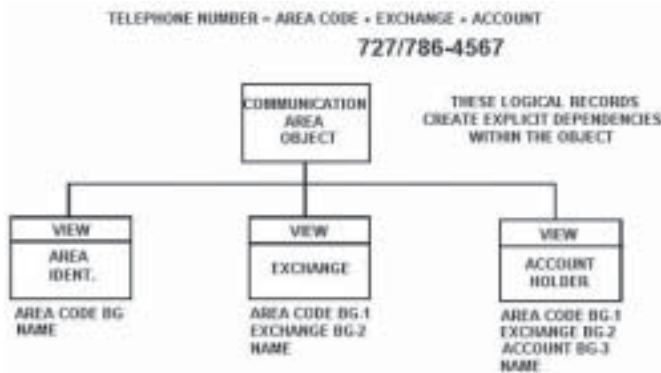 TELEPHONE NUMBER = AREA CODE + EXCHANGE + ACCOUNT
727/786-4567
COMMUNICATION
AREA
OBJECT
THESE LOGICAL RECORDS
CREATE EXPLICIT DEPENDENCIES
WITHIN THE OBJECT
VIEW
AREA
IDENT.
AREA CODE BG
NAME
VIEW
EXCHANGE
AREA CODE BG-1
EXCHANGE BG-2
NAME
VIEW
ACCOUNT
HOLDER
AREA CODE BG-1
EXCHANGE BG-2
ACCOUNT BG-3
NAME